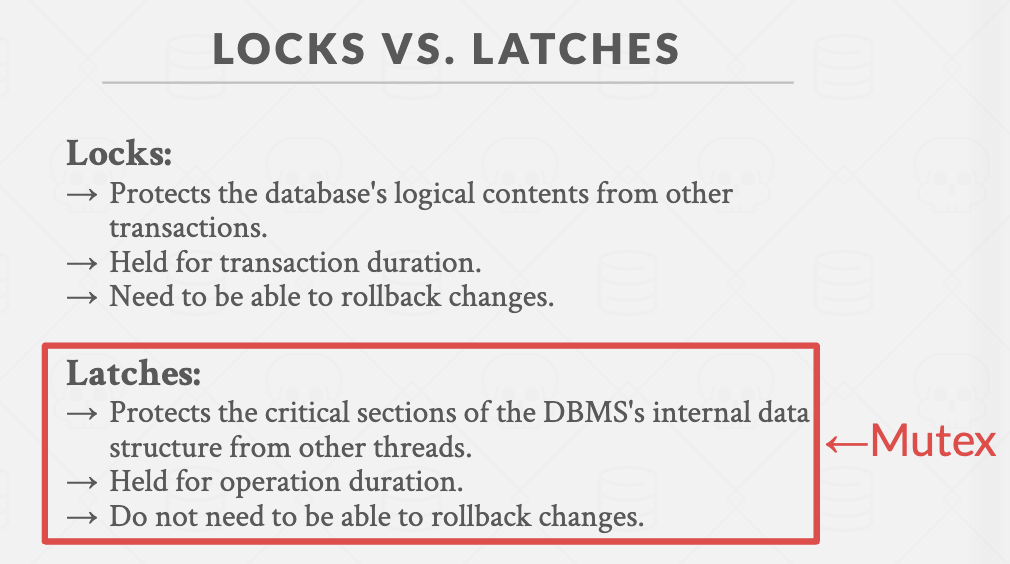 LOCKS VS. LATCHES
Locks:
→ Protects the database's logical contents from other
transactions.
→ Held for transaction duration.
→ Need to be able to rollback changes.
Latches:
→ Protects the critical sections of the DBMS's internal data
structure from other threads.
←Mutex
→ Held for operation duration.
→ Do not need to be able to rollback changes.